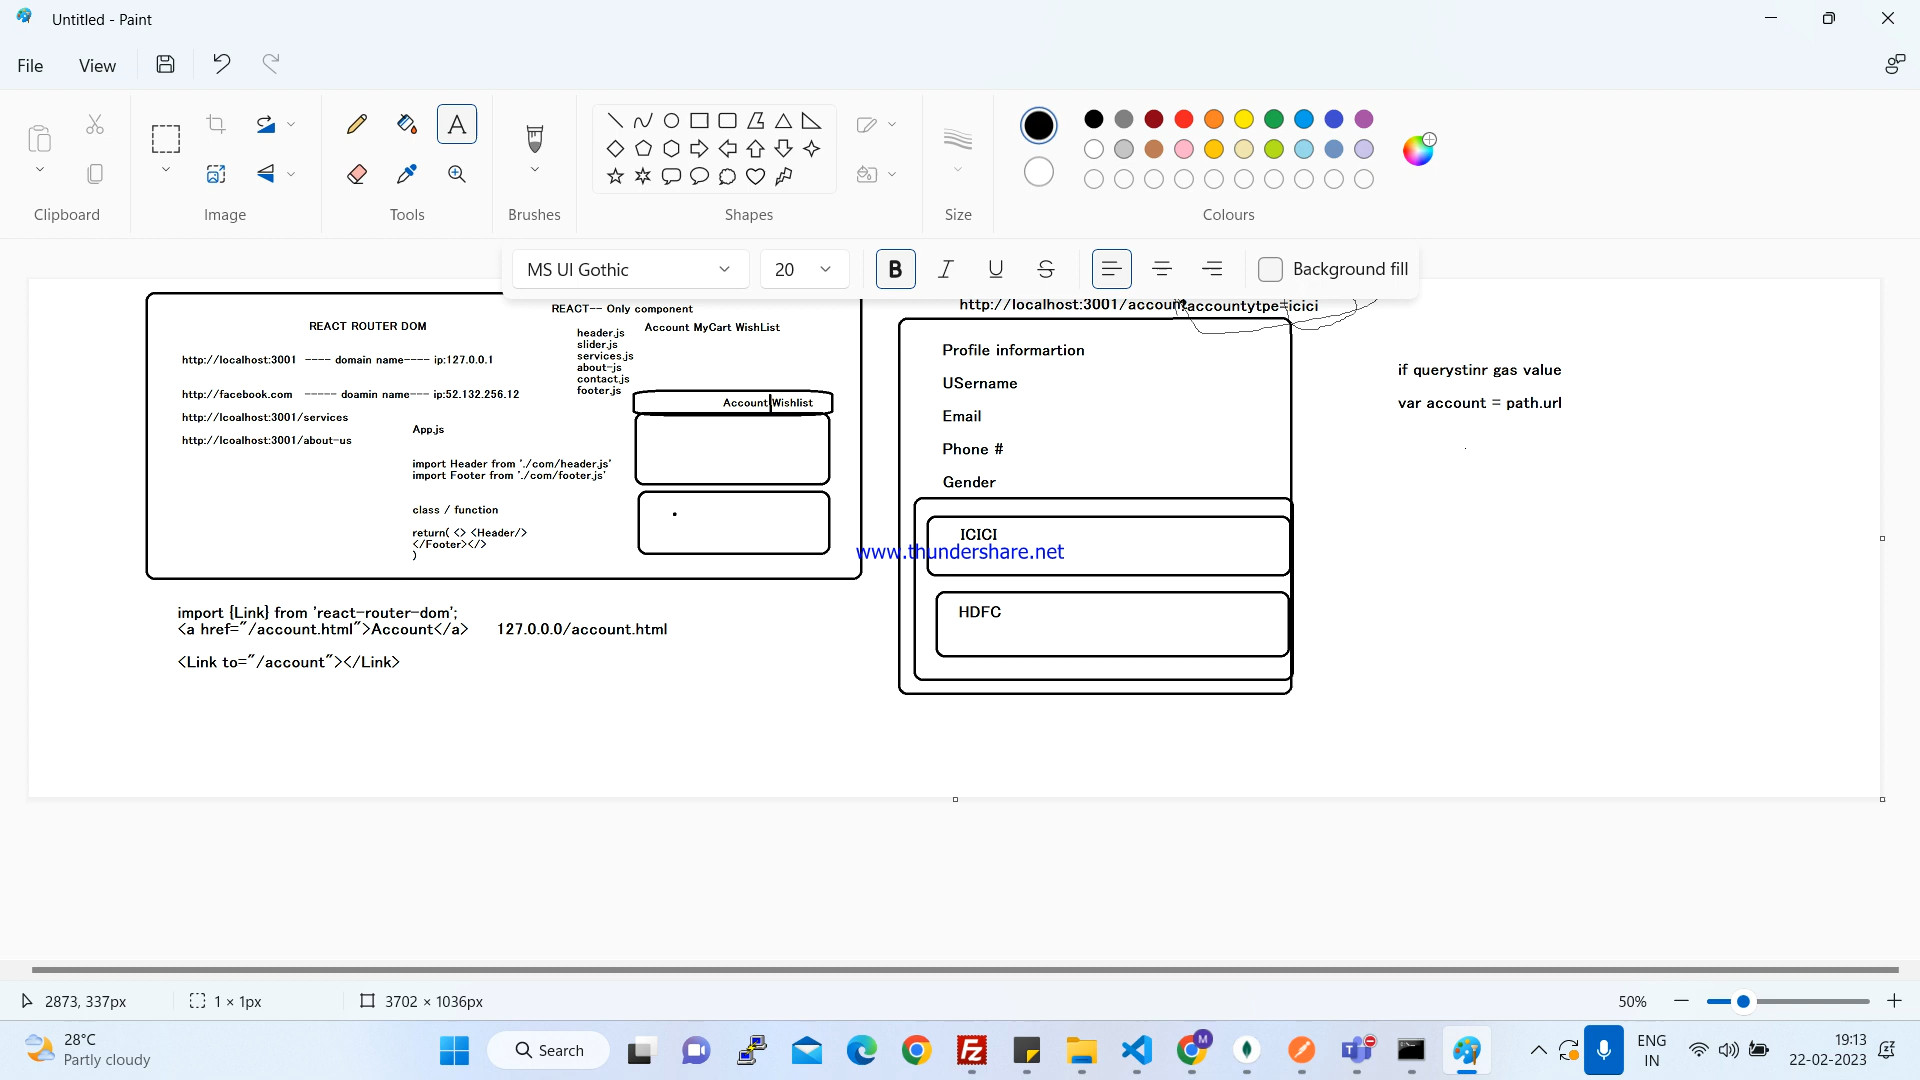 Untitled - Paint
File
View
Clipboard
Image
Tools
Brushes
Shapes
Size
Colours
MS UI Gothic
20
B
I
U
S
Background fill
REACT ROUTER DOM
http://localhost:3001 ---- domain name---- ip:127.0.0.1
http://facebook.com ----- doamin name--- ip:52.132.256.12
http://lcoalhost:3001/services
http://lcoalhost:3001/about-us
REACT-- Only component
header.js
slider.js
services.js
about-js
contact.js
footer.js
Account MyCart WishList
Account Wishlist
App.js
import Header from './com/header.js'
import Footer from './com/footer.js'
class / function
return( <> <Header/>
</Footer></>
)
import {Link} from 'react-router-dom';
<a href="/account.html">Account</a> 127.0.0.0/account.html
<Link to="/account"></Link>
http://localhost:3001/account accountytpe=icici
Profile informartion
USername
Email
Phone #
Gender
ICICI
www.thundershare.net
HDFC
if querystinr gas value
var account = path.url
2873, 337px
1 × 1px
3702 × 1036px
50%
28°C
Partly cloudy
Search
M
ENG
IN
19:13
22-02-2023